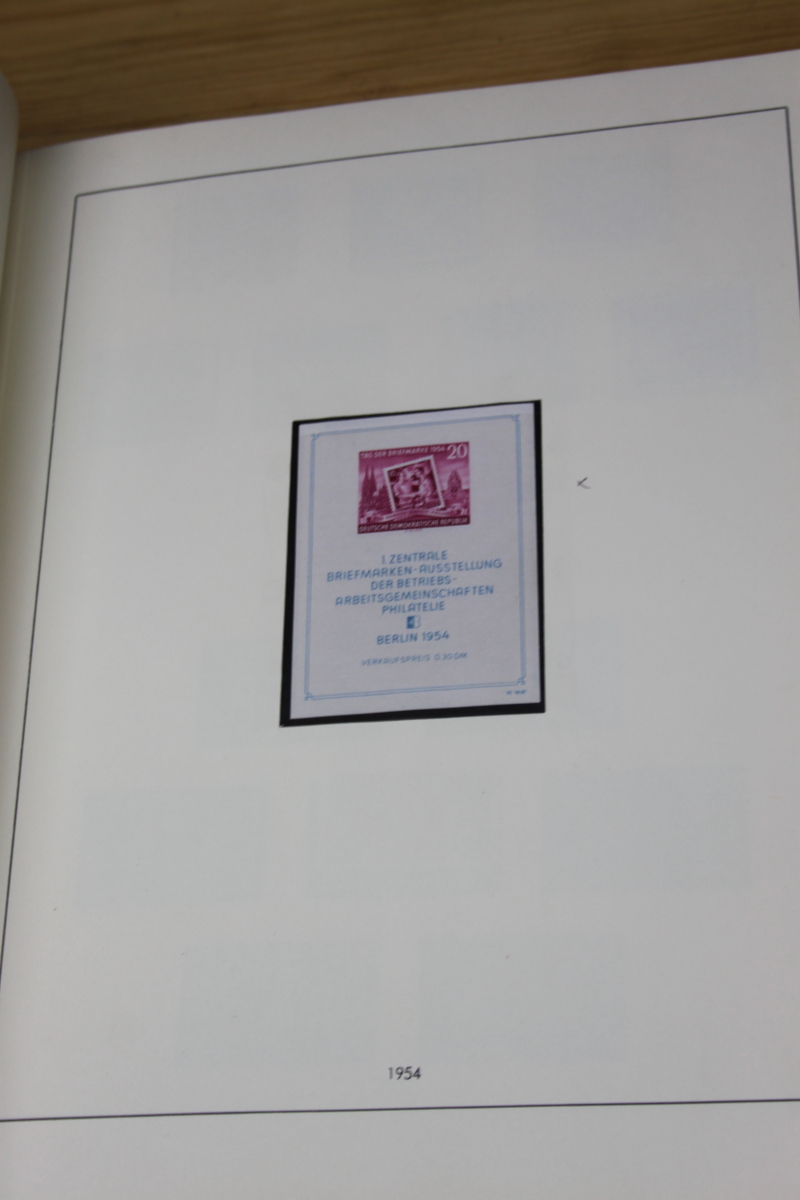 TAG DER BRIEFMARKE 1954 20
DEUTSCHE DEMOKRATISCHE REPUBLIK
1. ZENTRALE
BRIEFMARKEN-AUSSTELLUNG
DER BETRIEBS-
ARBEITSGEMEINSCHAFTEN
PHILATELIE
BERLIN 1954
VERKAUFSPREIS 0,30 DM
1954